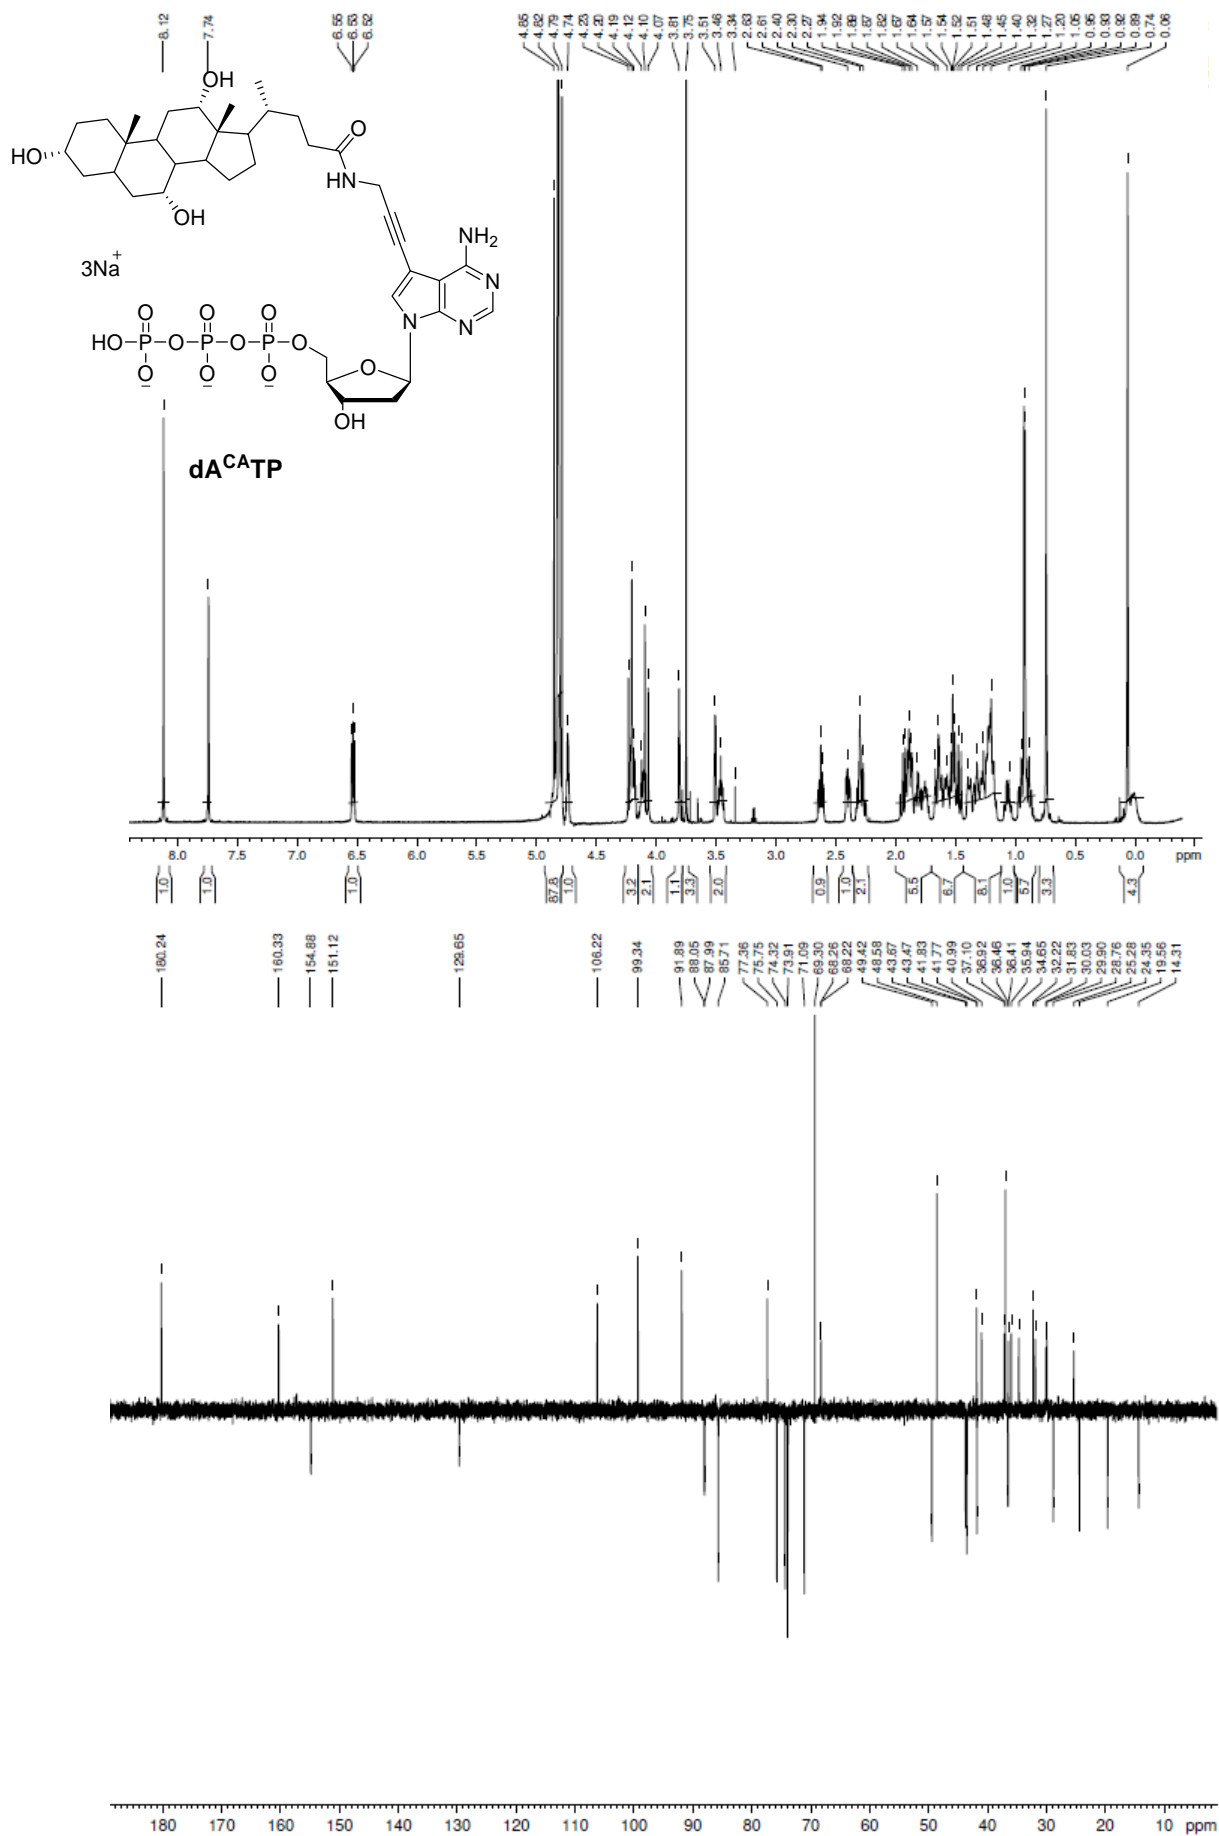 8.12 7.74 6.55 6.53 6.52 4.85 4.82 4.79 4.74 4.23 4.20 4.19 4.12 4.10 4.07 3.81 3.75 3.51 3.46 3.34 2.63 2.61 2.40 2.30 2.27 1.94 1.92 1.89 1.87 1.82 1.67 1.64 1.57 1.54 1.52 1.51 1.48 1.45 1.40 1.32 1.27 1.20 1.05 0.95 0.93 0.92 0.89 0.74 0.06
OH
O
HO
HN
OH
NH2
3Na+
N
O O O
N N
HO P O P O P O
O
O- O- O-
OH
dA^CA TP
8.0 7.5 7.0 6.5 6.0 5.5 5.0 4.5 4.0 3.5 3.0 2.5 2.0 1.5 1.0 0.5 0.0 ppm
1.0 1.0 1.0 87.8 1.0 3.2 2.1 1.1 3.3 2.0 0.9 1.0 2.1 5.5 6.7 8.1 1.0 5.7 3.3 4.3
180.24 160.33 154.88 151.12 129.65 106.22 99.34 91.89 88.05 87.99 85.71 77.36 75.75 74.32 73.91 71.09 69.30 68.26 68.22 49.42 48.58 43.67 43.47 41.83 41.77 40.99 37.10 36.92 36.46 36.41 35.94 34.65 32.22 31.83 30.03 29.90 28.76 25.28 24.35 19.56 14.31
180 170 160 150 140 130 120 110 100 90 80 70 60 50 40 30 20 10 ppm